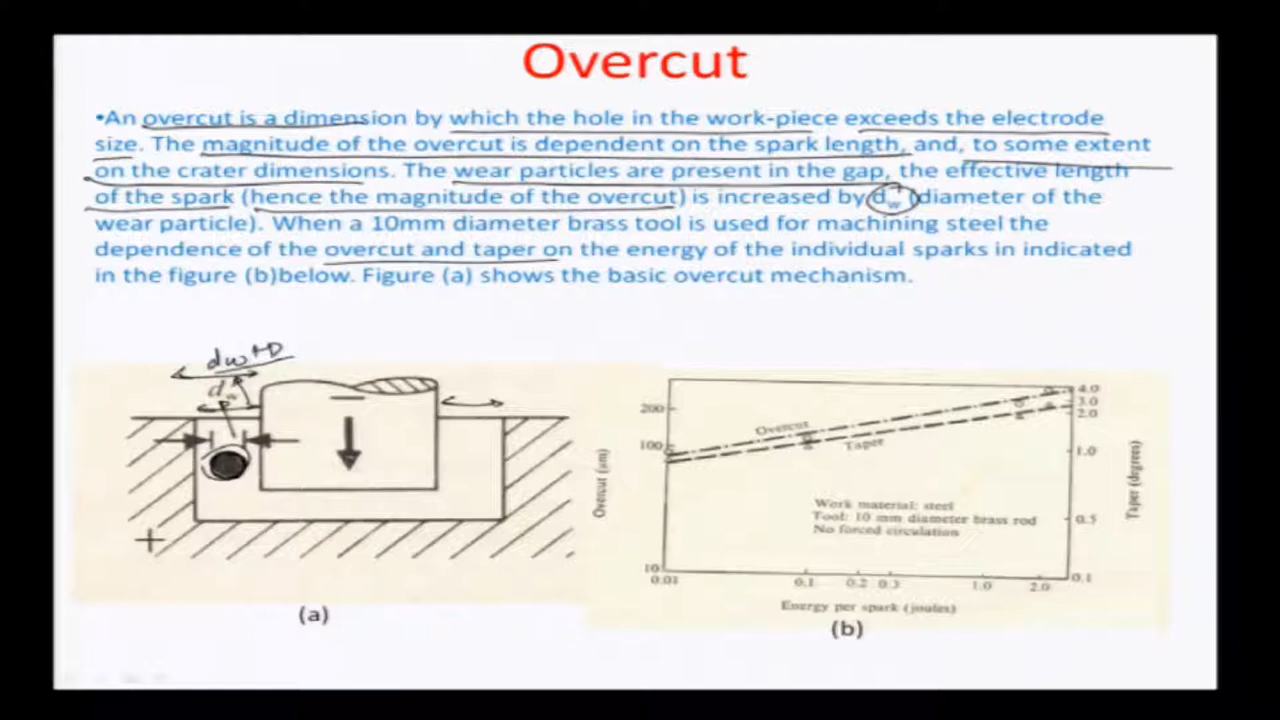 Overcut
•An overcut is a dimension by which the hole in the work-piece exceeds the electrode
size. The magnitude of the overcut is dependent on the spark length, and, to some extent
on the crater dimensions. The wear particles are present in the gap, the effective length
of the spark (hence the magnitude of the overcut) is increased by dw (diameter of the
wear particle). When a 10mm diameter brass tool is used for machining steel the
dependence of the overcut and taper on the energy of the individual sparks in indicated
in the figure (b)below. Figure (a) shows the basic overcut mechanism.
dw+D
dw
−
+
(a)
200
100
10
Overcut (μm)
Overcut
Taper
Work material: steel
Tool: 10 mm diameter brass rod
No forced circulation
4.0
3.0
2.0
1.0
0.5
0.1
Taper (degrees)
0.01 0.1 0.2 0.3 1.0 2.0
Energy per spark (joules)
(b)